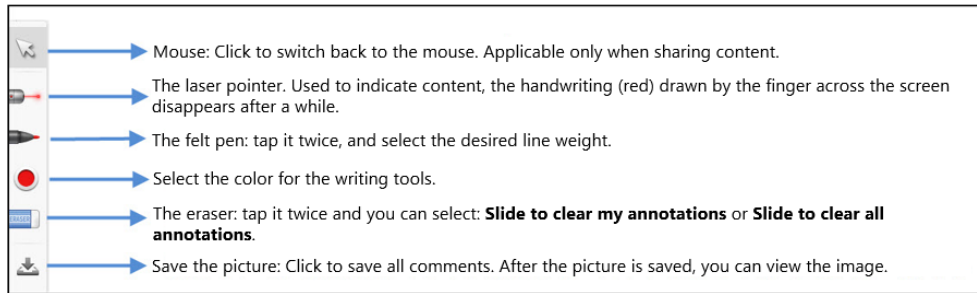 Mouse: Click to switch back to the mouse. Applicable only when sharing content.
The laser pointer. Used to indicate content, the handwriting (red) drawn by the finger across the screen
disappears after a while.
The felt pen: tap it twice, and select the desired line weight.
Select the color for the writing tools.
ERASER
The eraser: tap it twice and you can select: Slide to clear my annotations or Slide to clear all
annotations.
Save the picture: Click to save all comments. After the picture is saved, you can view the image.